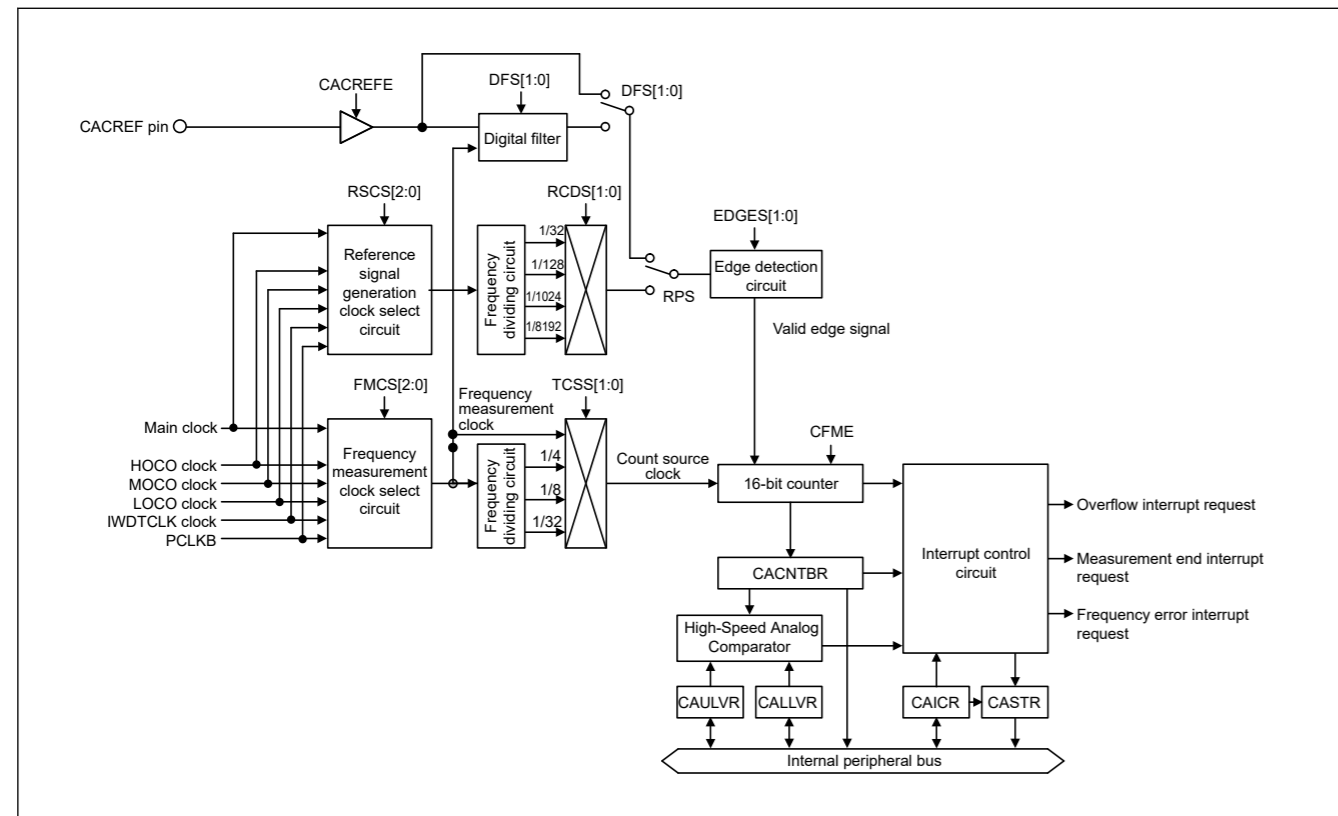 CACREFE
DFS[1:0]
DFS[1:0]
CACREF pin
Digital filter
RSCS[2:0]
RCDS[1:0]
EDGES[1:0]
Reference
signal
generation
clock select
circuit
Frequency
dividing circuit
1/32
1/128
1/1024
1/8192
RPS
Edge detection
circuit
Valid edge signal
FMCS[2:0]
Frequency
measurement
clock
TCSS[1:0]
CFME
Main clock
HOCO clock
MOCO clock
LOCO clock
IWDTCLK clock
PCLKB
Frequency
measurement
clock select
circuit
Frequency
dividing circuit
1/4
1/8
1/32
Count source
clock
16-bit counter
Interrupt control
circuit
Overflow interrupt request
Measurement end interrupt
request
Frequency error interrupt
request
CACNTBR
High-Speed Analog
Comparator
CAULVR
CALLVR
CAICR
CASTR
Internal peripheral bus